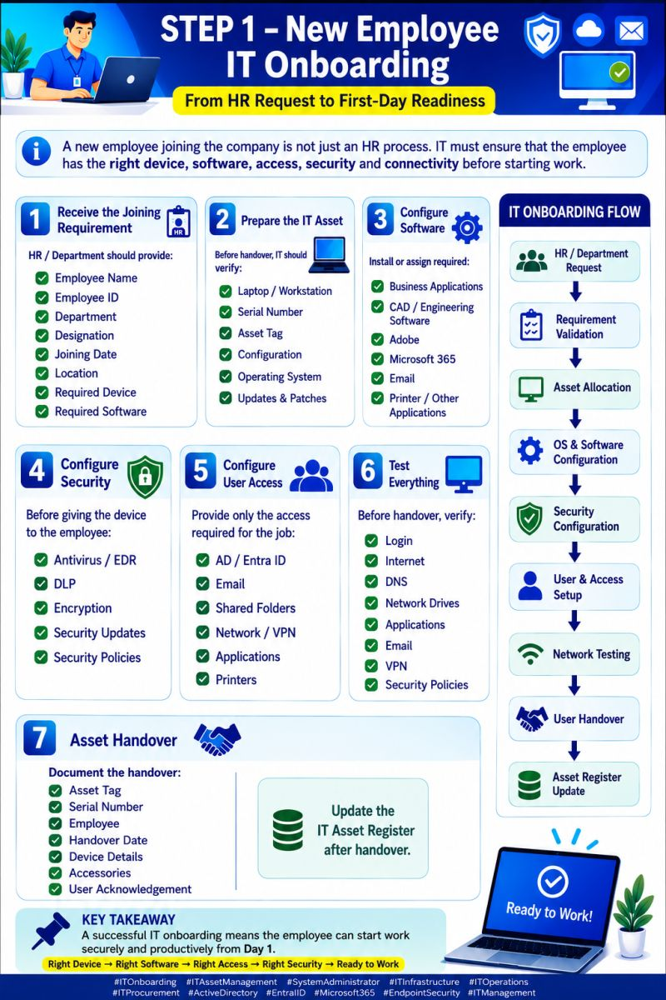 STEP 1 – New Employee
IT Onboarding
From HR Request to First-Day Readiness
i
A new employee joining the company is not just an HR process. IT must ensure that the employee
has the right device, software, access, security and connectivity before starting work.
1
Receive the Joining
Requirement
HR
HR / Department should provide:
Employee Name
Employee ID
Department
Designation
Joining Date
Location
Required Device
Required Software
2
Prepare the IT Asset
Before handover, IT should
verify:
Laptop / Workstation
Serial Number
Asset Tag
Configuration
Operating System
Updates & Patches
3
Configure
Software
Install or assign required:
Business Applications
CAD / Engineering
Software
Adobe
Microsoft 365
Email
Printer / Other
Applications
4
Configure
Security
Before giving the device
to the employee:
Antivirus / EDR
DLP
Encryption
Security Updates
Security Policies
5
Configure
User Access
Provide only the access
required for the job:
AD / Entra ID
Email
Shared Folders
Network / VPN
Applications
Printers
6
Test
Everything
Before handover, verify:
Login
Internet
DNS
Network Drives
Applications
Email
VPN
Security Policies
7
Asset Handover
Document the handover:
Asset Tag
Serial Number
Employee
Handover Date
Device Details
Accessories
User Acknowledgement
Update the
IT Asset Register
after handover.
IT ONBOARDING FLOW
HR / Department
Request
Requirement
Validation
Asset Allocation
OS & Software
Configuration
Security
Configuration
User & Access
Setup
Network Testing
User Handover
Asset Register
Update
Ready to Work!
KEY TAKEAWAY
A successful IT onboarding means the employee can start work
securely and productively from Day 1.
Right Device → Right Software → Right Access → Right Security → Ready to Work
#ITOnboarding #ITAssetManagement #SystemAdministrator #ITInfrastructure #ITOperations
#ITProcurement #ActiveDirectory #EntraIID #Microsoft365 #EndpointSecurity #ITManagement